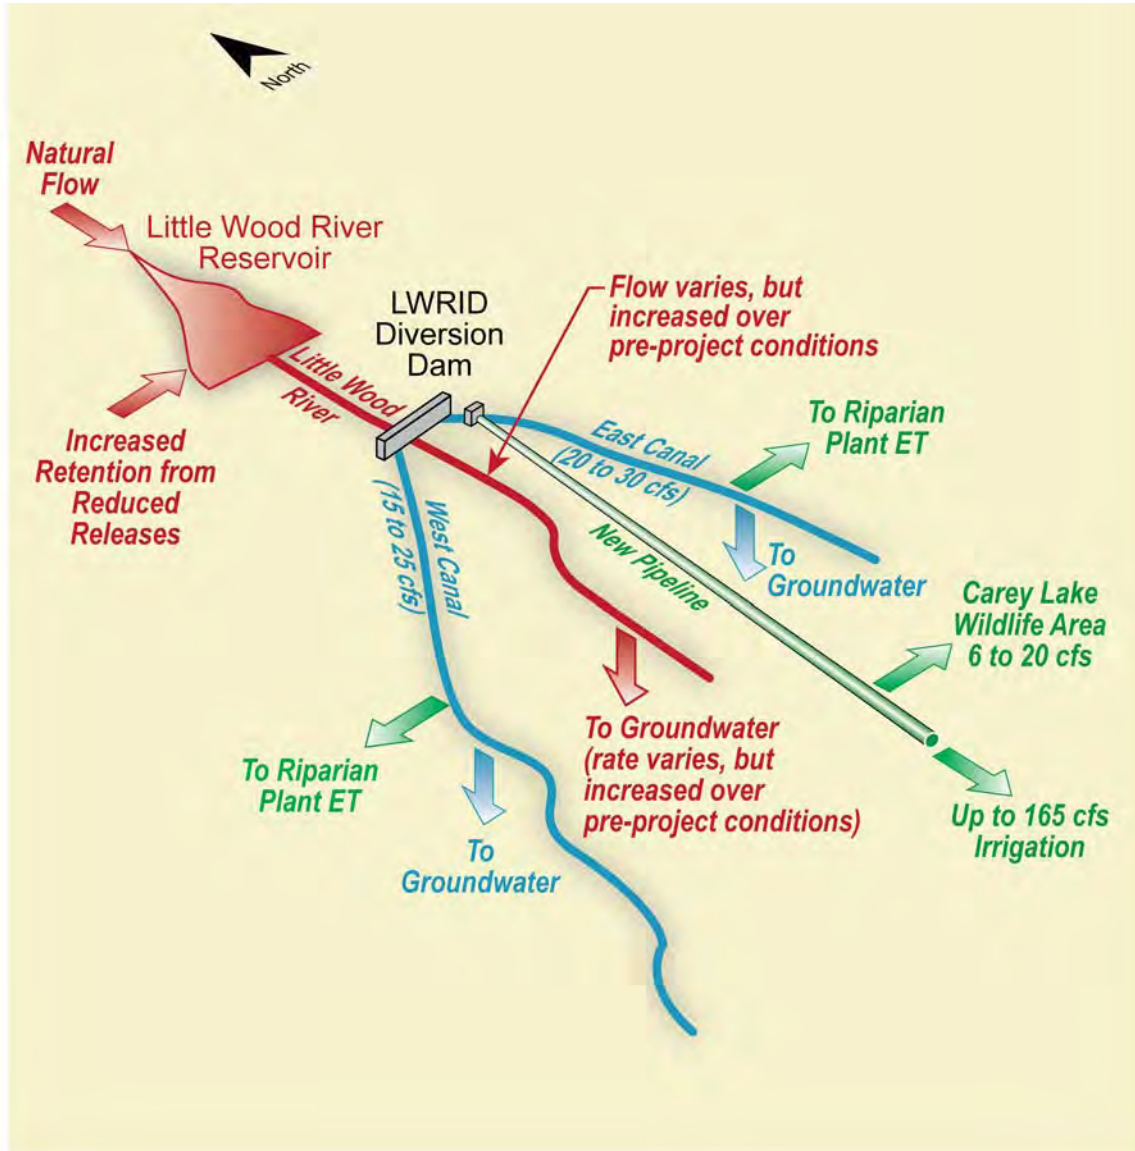 North
Natural
Flow
Little Wood River
Reservoir
LWRID
Diversion
Dam
Flow varies, but
increased over
pre-project conditions
Little Wood
River
Increased
Retention from
Reduced
Releases
East Canal
(20 to 30 cfs)
To Riparian
Plant ET
West Canal
(15 to 25 cfs)
New Pipeline
To
Groundwater
Carey Lake
Wildlife Area
6 to 20 cfs
To Groundwater
(rate varies, but
increased over
pre-project conditions)
To Riparian
Plant ET
Up to 165 cfs
Irrigation
To
Groundwater